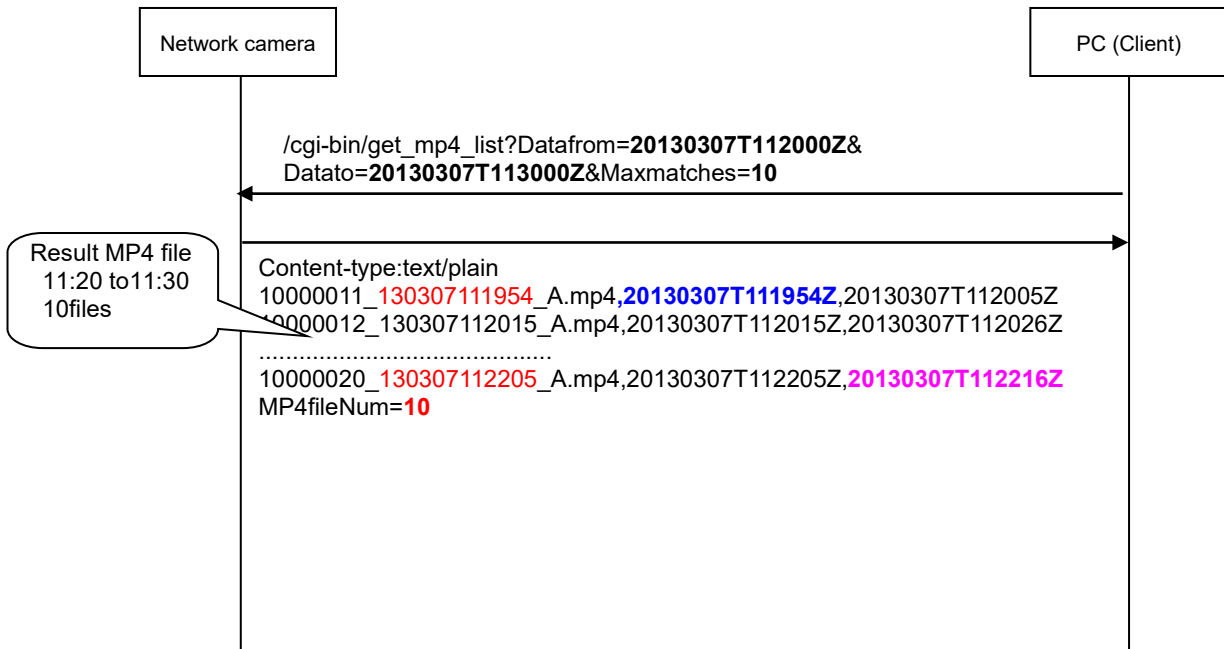 Network camera
PC (Client)
/cgi-bin/get_mp4_list?Datafrom=20130307T112000Z&
Datato=20130307T113000Z&Maxmatches=10
Result MP4 file
11:20 to11:30
10files
Content-type:text/plain
10000011_130307111954_A.mp4,20130307T111954Z,20130307T112005Z
10000012_130307112015_A.mp4,20130307T112015Z,20130307T112026Z
............................................
10000020_130307112205_A.mp4,20130307T112205Z,20130307T112216Z
MP4fileNum=10